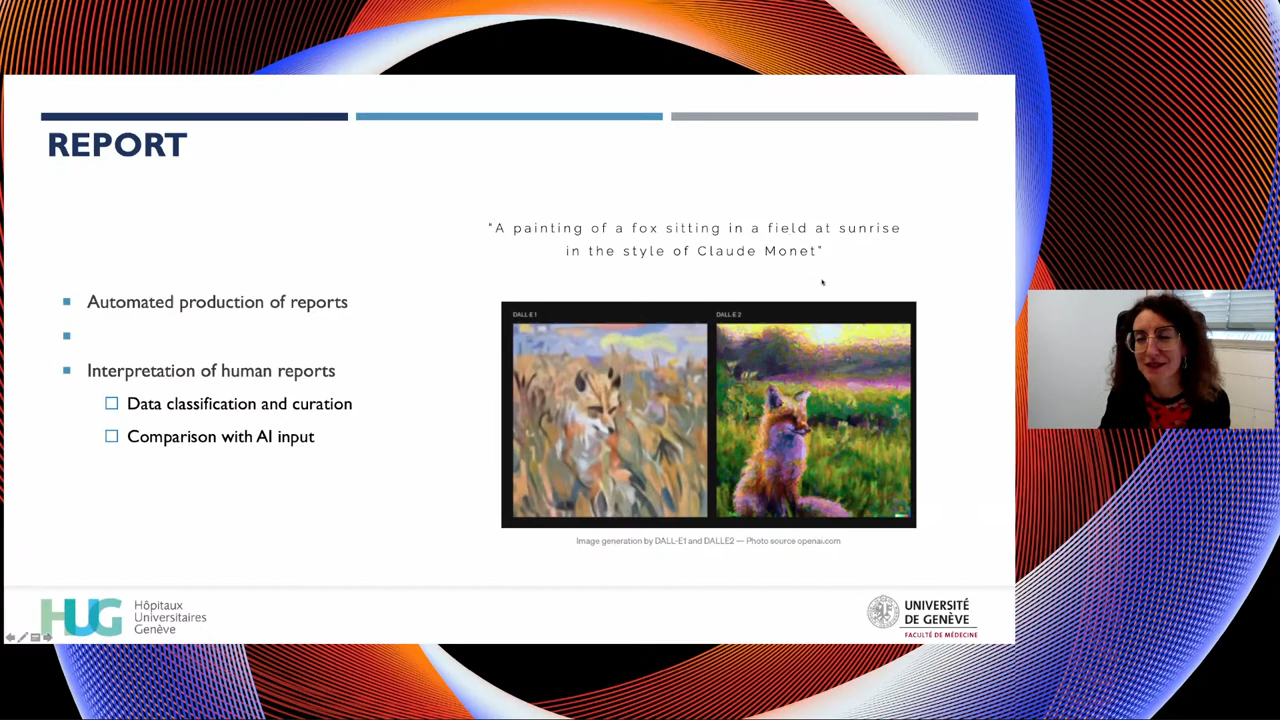 REPORT
"A painting of a fox sitting in a field at sunrise
in the style of Claude Monet"
Automated production of reports
Interpretation of human reports
Data classification and curation
Comparison with AI input
DALL·E 1
DALL·E 2
Image generation by DALL-E1 and DALLE2 — Photo source openai.com
HUG
Hôpitaux
Universitaires
Genève
UNIVERSITÉ
DE GENÈVE
FACULTÉ DE MÉDECINE